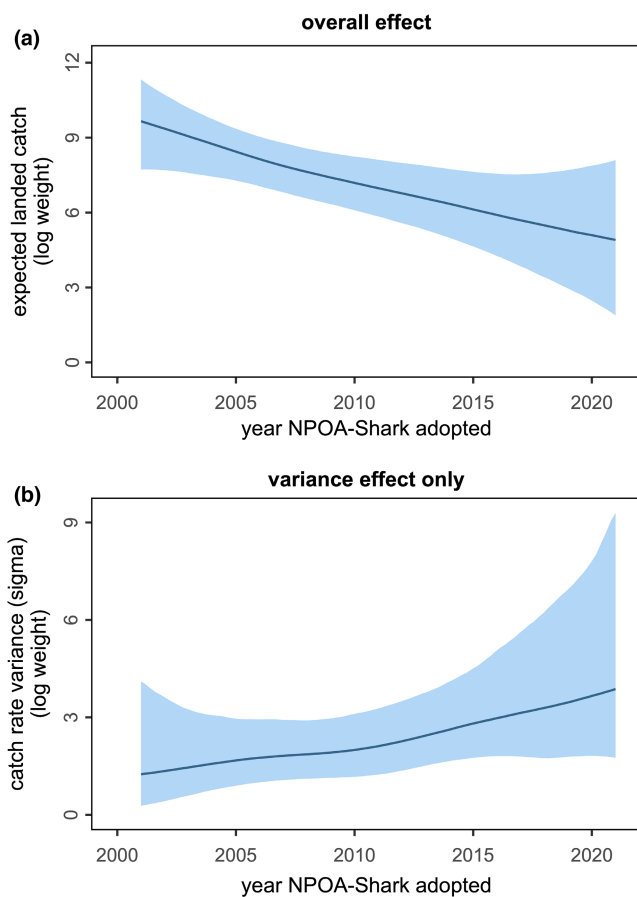 overall effect
(a)
expected landed catch
(log weight)
12
9
6
3
0
2000 2005 2010 2015 2020
year NPOA-Shark adopted
variance effect only
(b)
catch rate variance (sigma)
(log weight)
9
6
3
0
2000 2005 2010 2015 2020
year NPOA-Shark adopted